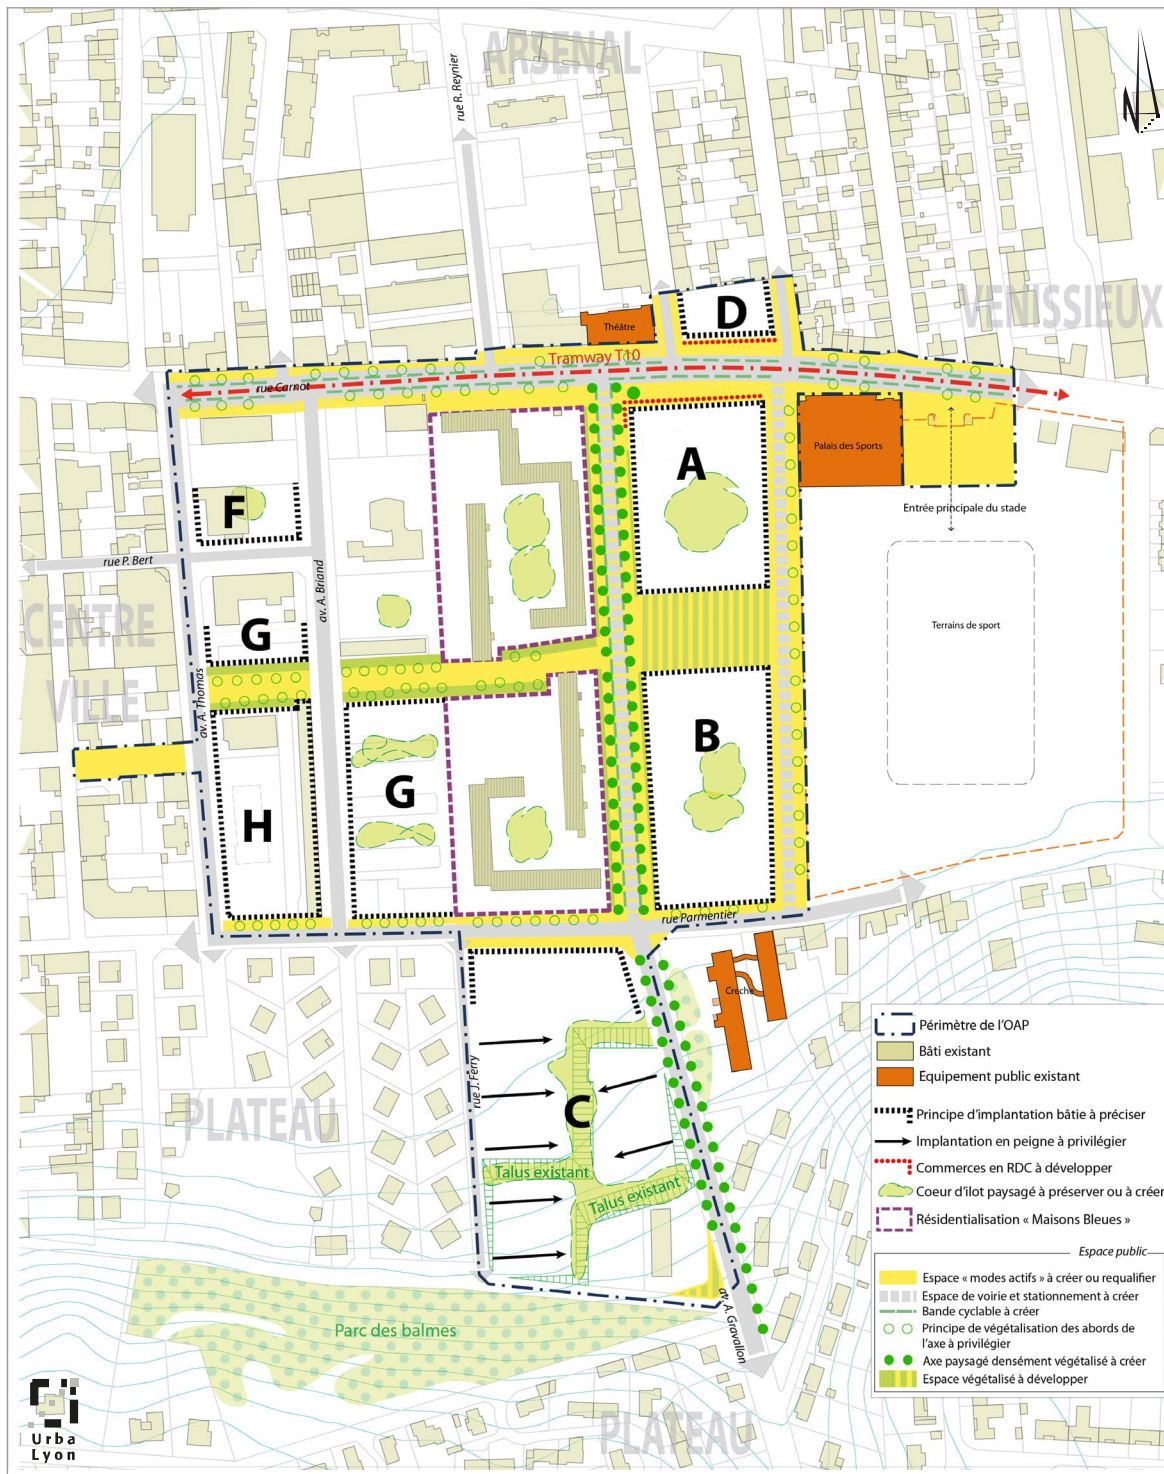 ARSENAL
rue R. Reynier
VENISSIEUX
D
Théâtre
Tramway T10
rue Carnot
Palais des Sports
A
Entrée principale du stade
F
rue P. Bert
av. A. Briand
CENTRE
VILLE
G
Terrains de sport
av. A. Thomas
B
G
H
rue Parmentier
Crèche
rue J. Ferry
PLATEAU
C
Talus existant
Talus existant
av. A. Gravallon
Parc des balmes
PLATEAU
Périmètre de l'OAP
Bâti existant
Equipement public existant
Principe d'implantation bâtie à préciser
Implantation en peigne à privilégier
Commerces en RDC à développer
Coeur d'ilot paysagé à préserver ou à créer
Résidentialisation « Maisons Bleues »
Espace public
Espace « modes actifs » à créer ou requalifier
Espace de voirie et stationnement à créer
Bande cyclable à créer
Principe de végétalisation des abords de
l'axe à privilégier
Axe paysagé densément végétalisé à créer
Espace végétalisé à développer
Urba
Lyon